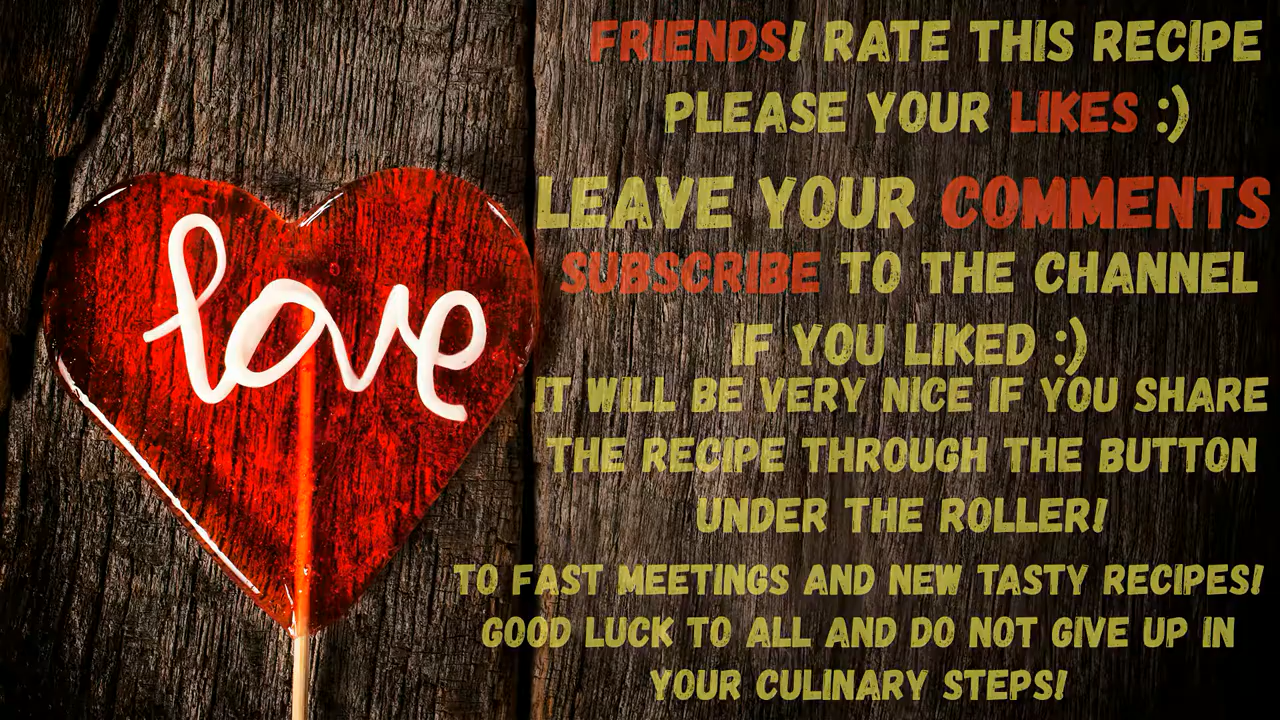 love
FRIENDS! RATE THIS RECIPE
PLEASE YOUR LIKES :)
LEAVE YOUR COMMENTS
SUBSCRIBE TO THE CHANNEL
IF YOU LIKED :)
IT WILL BE VERY NICE IF YOU SHARE
THE RECIPE THROUGH THE BUTTON
UNDER THE ROLLER!
TO FAST MEETINGS AND NEW TASTY RECIPES!
GOOD LUCK TO ALL AND DO NOT GIVE UP IN
YOUR CULINARY STEPS!